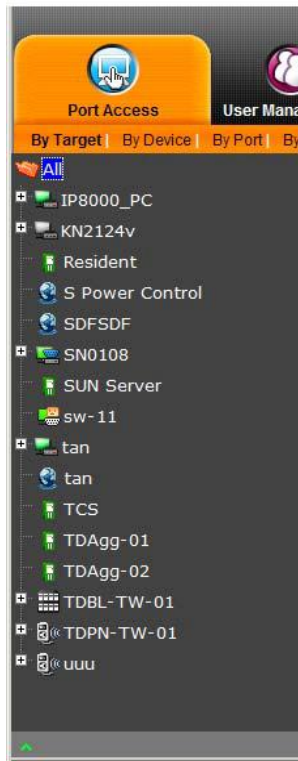 Port Access
User Mana
By Target | By Device | By Port | By
All
IP8000_PC
KN2124v
Resident
S Power Control
SDFSDF
SN0108
SUN Server
sw-11
tan
tan
TCS
TDAgg-01
TDAgg-02
TDBL-TW-01
TDPN-TW-01
uuu